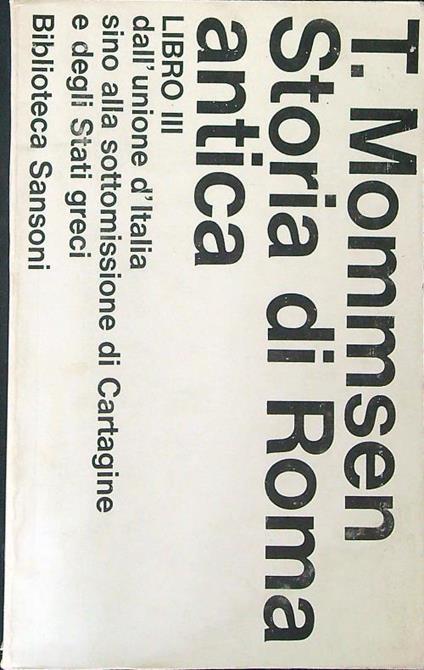 T. Mommsen
Storia di Roma
antica
LIBRO III
dall'unione d'Italia
sino alla sottomissione di Cartagine
e degli Stati greci
Biblioteca Sansoni